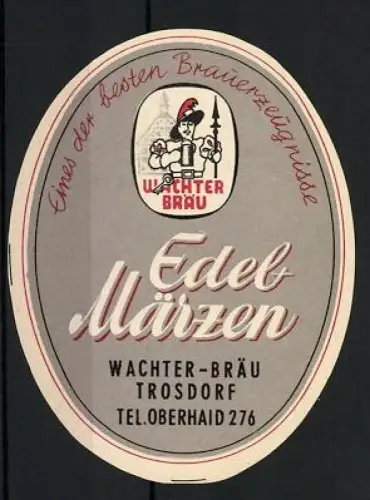 Eines der besten Brauerzeugnisse
WACHTER
BRÄU
Edel-
Märzen
WACHTER-BRÄU
TROSDORF
TEL. OBERHAID 276